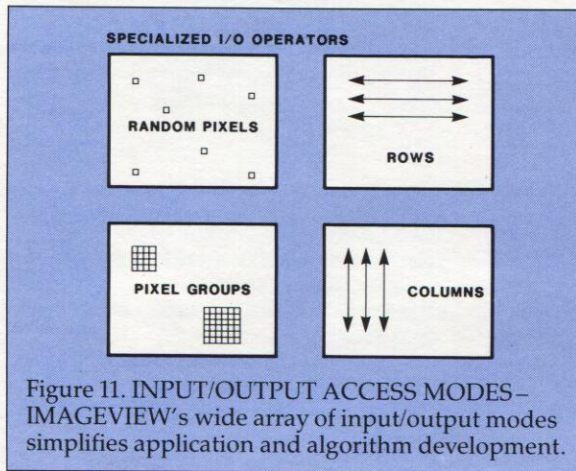 SPECIALIZED I/O OPERATORS
RANDOM PIXELS
ROWS
PIXEL GROUPS
COLUMNS
Figure 11. INPUT/OUTPUT ACCESS MODES–
IMAGEVIEW's wide array of input/output modes
simplifies application and algorithm development.